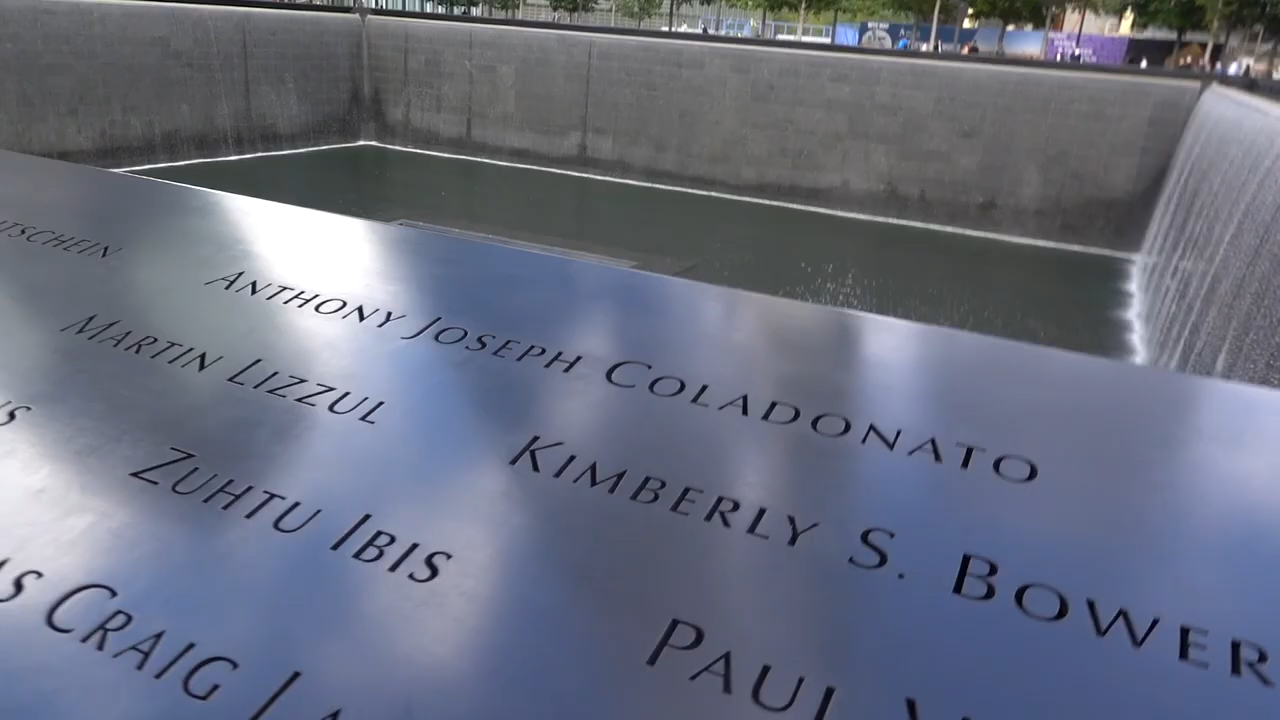 ANTHONY JOSEPH COLADONATO
MARTIN LIZZUL
KIMBERLY S. BOWER
ZUHTU IBIS
CRAIG
PAUL